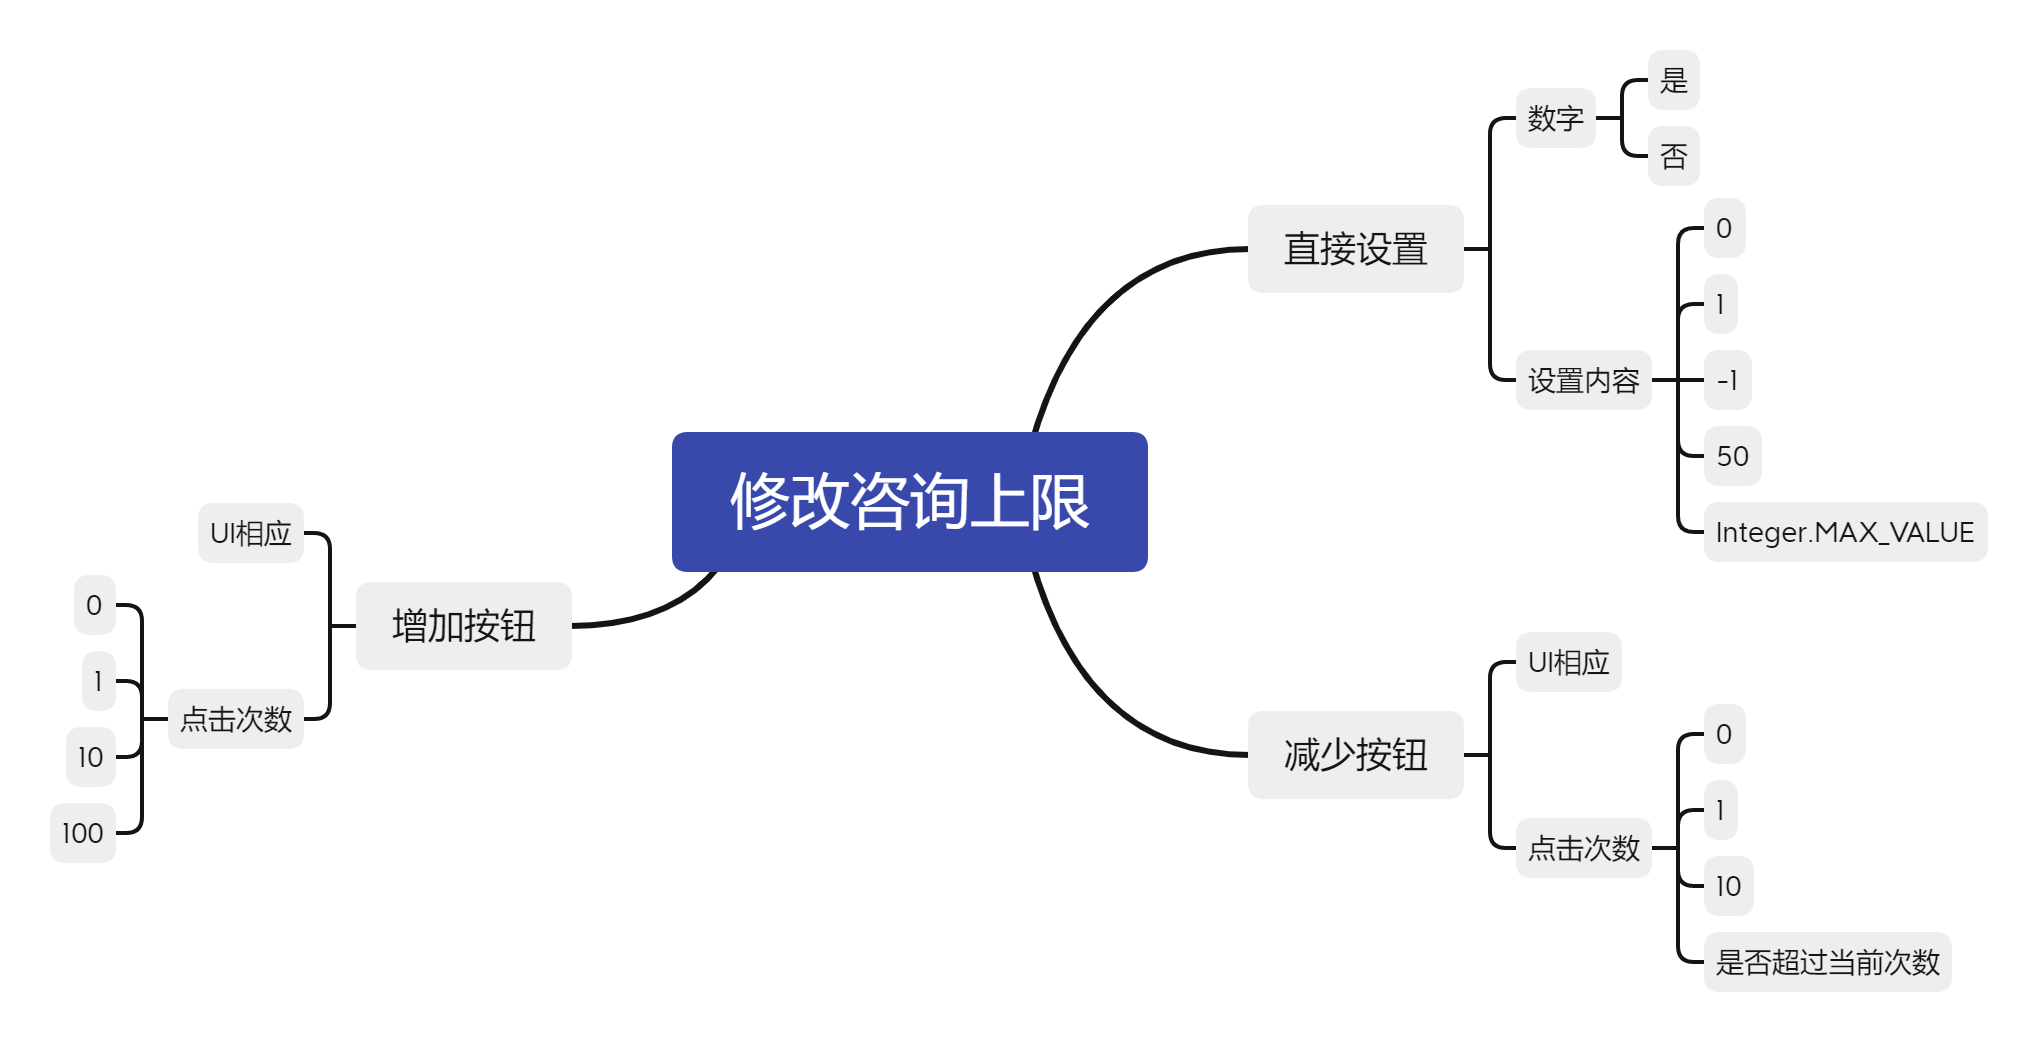 修改咨询上限
直接设置
数字
是
否
设置内容
0
1
-1
50
Integer.MAX_VALUE
减少按钮
UI相应
点击次数
0
1
10
是否超过当前次数
增加按钮
UI相应
点击次数
0
1
10
100